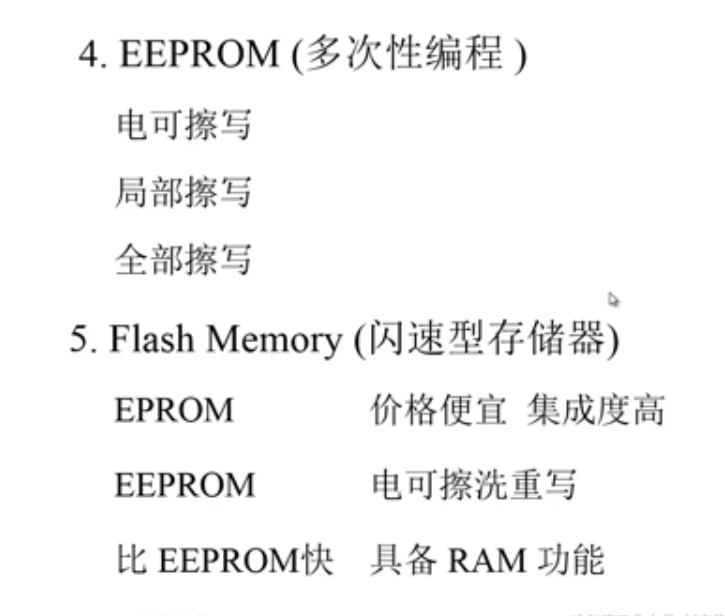 4. EEPROM (多次性编程 )
电可擦写
局部擦写
全部擦写
5. Flash Memory (闪速型存储器)
EPROM 价格便宜 集成度高
EEPROM 电可擦洗重写
比 EEPROM快 具备 RAM 功能